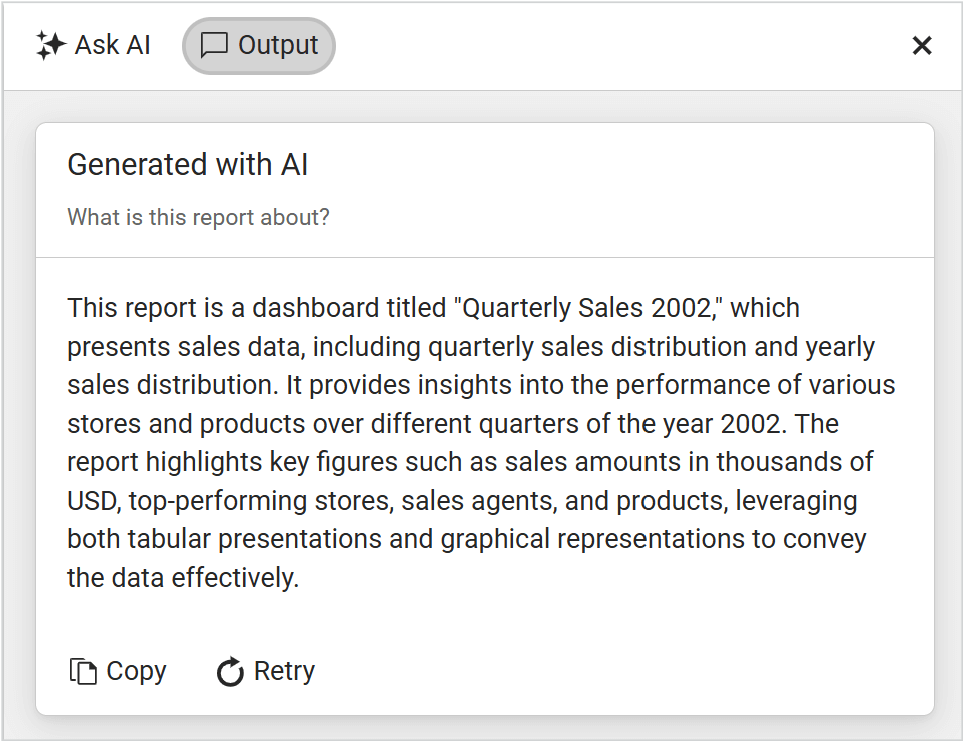 Ask AI
Output
Generated with AI
What is this report about?
This report is a dashboard titled "Quarterly Sales 2002," which
presents sales data, including quarterly sales distribution and yearly
sales distribution. It provides insights into the performance of various
stores and products over different quarters of the year 2002. The
report highlights key figures such as sales amounts in thousands of
USD, top-performing stores, sales agents, and products, leveraging
both tabular presentations and graphical representations to convey
the data effectively.
Copy
Retry